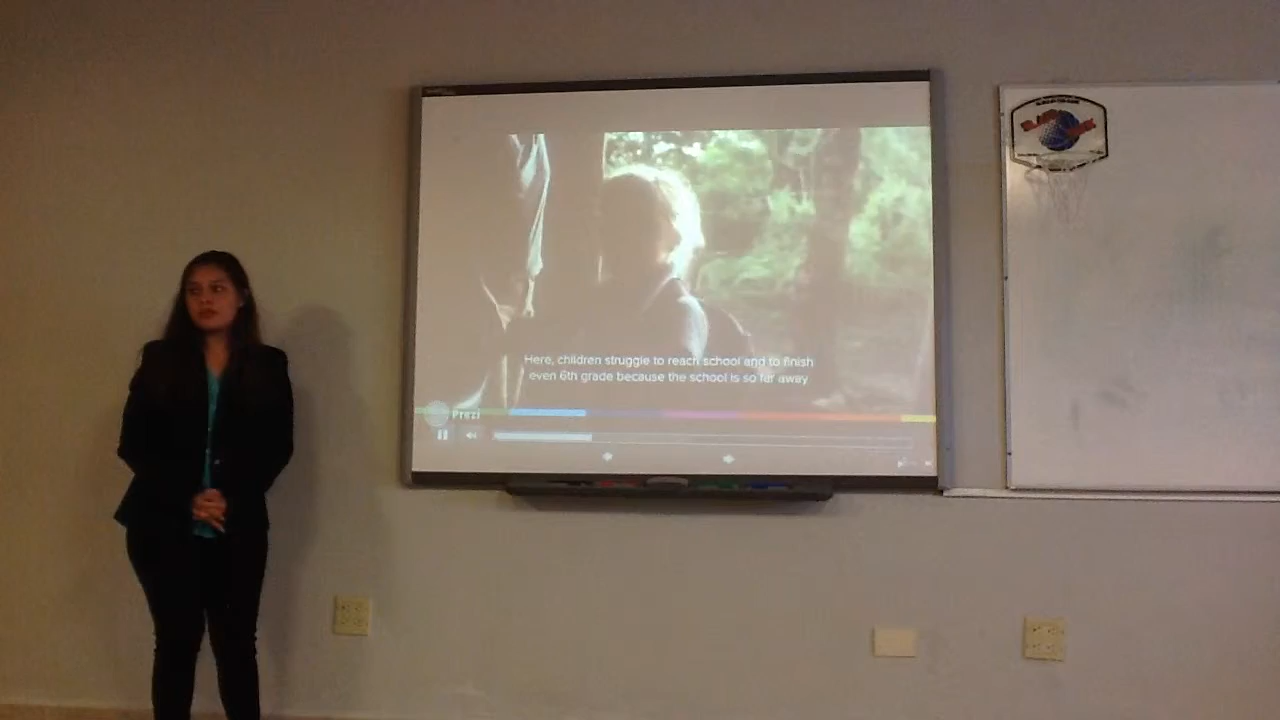 Here, children struggle to reach school and to finish
even 6th grade because the school is so far away
Prezi